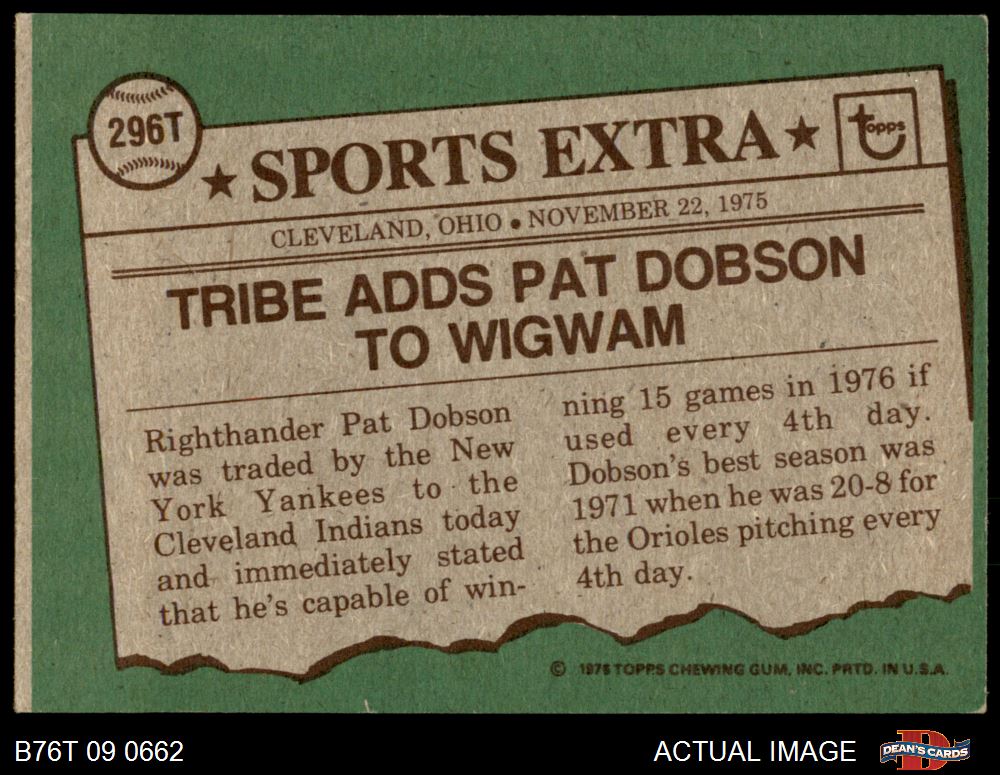 296T
★ SPORTS EXTRA ★
topps
CLEVELAND, OHIO • NOVEMBER 22, 1975
TRIBE ADDS PAT DOBSON
TO WIGWAM
Righthander Pat Dobson
was traded by the New
York Yankees to the
Cleveland Indians today
and immediately stated
that he's capable of win-
ning 15 games in 1976 if
used every 4th day.
Dobson's best season was
1971 when he was 20-8 for
the Orioles pitching every
4th day.
© 1976 TOPPS CHEWING GUM, INC. PRTD. IN U.S.A.
B76T 09 0662
ACTUAL IMAGE
DEAN'S CARDS